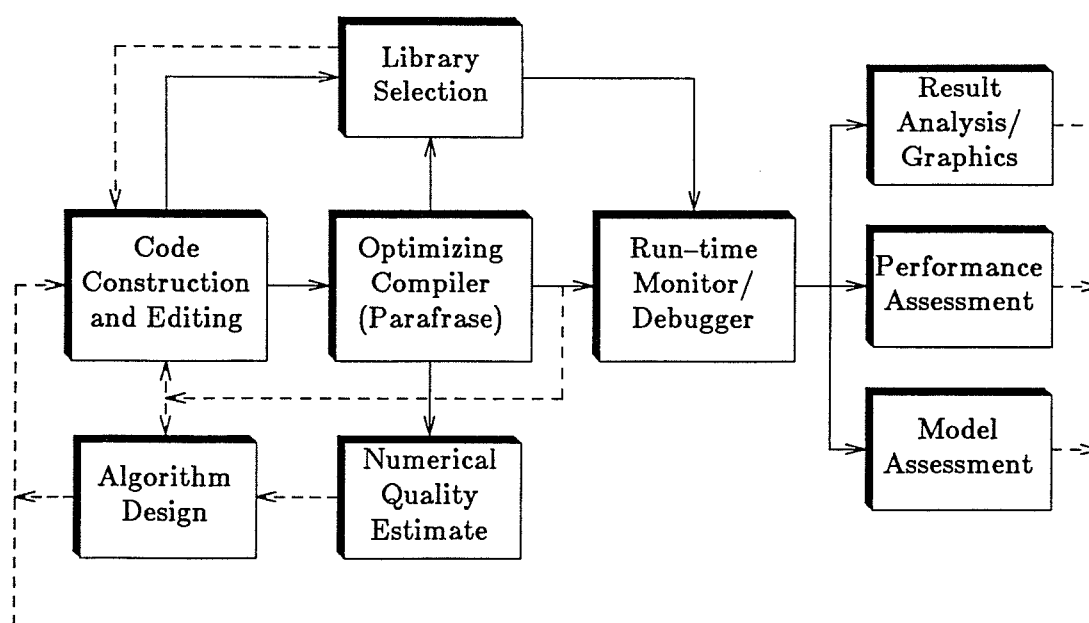 Library
Selection
Result
Analysis/
Graphics
Code
Construction
and Editing
Optimizing
Compiler
(Parafrase)
Run–time
Monitor/
Debugger
Performance
Assessment
Algorithm
Design
Numerical
Quality
Estimate
Model
Assessment